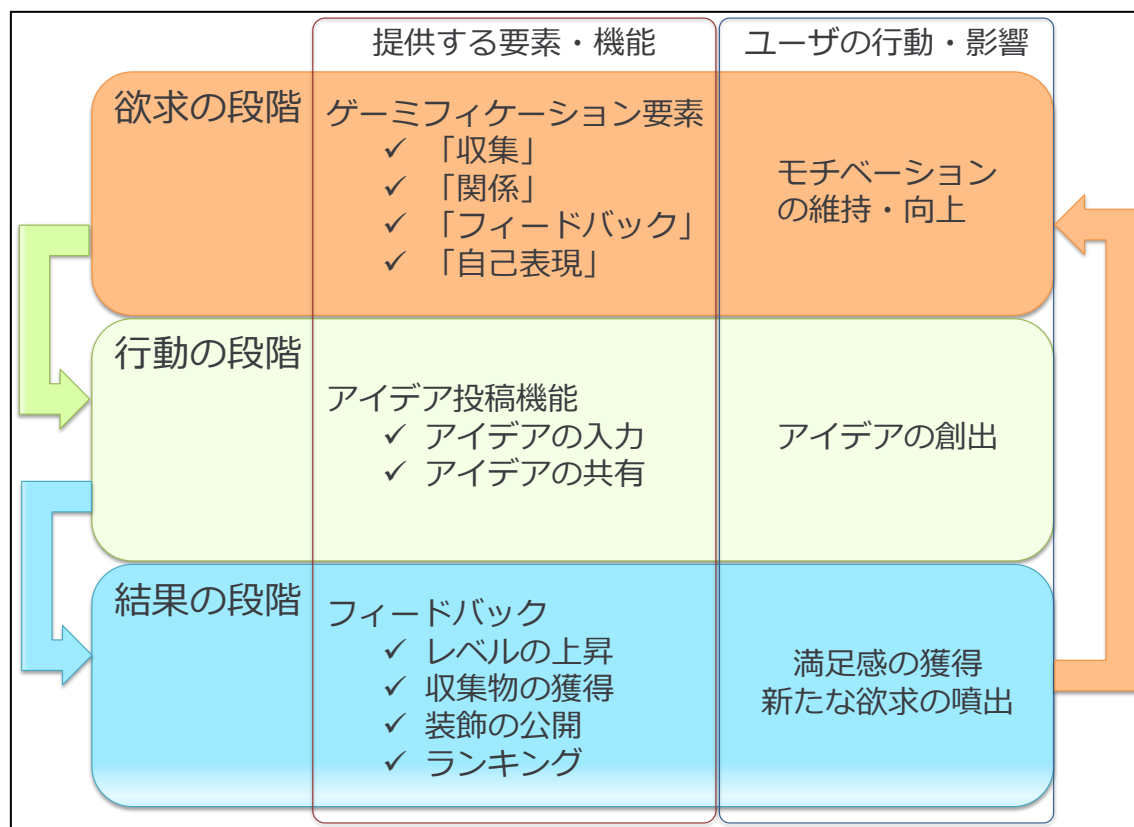 提供する要素・機能
ユーザの行動・影響
欲求の段階
ゲーミフィケーション要素
✓ 「収集」
✓ 「関係」
✓ 「フィードバック」
✓ 「自己表現」
モチベーション
の維持・向上
行動の段階
アイデア投稿機能
✓ アイデアの入力
✓ アイデアの共有
アイデアの創出
結果の段階
フィードバック
✓ レベルの上昇
✓ 収集物の獲得
✓ 装飾の公開
✓ ランキング
満足感の獲得
新たな欲求の噴出